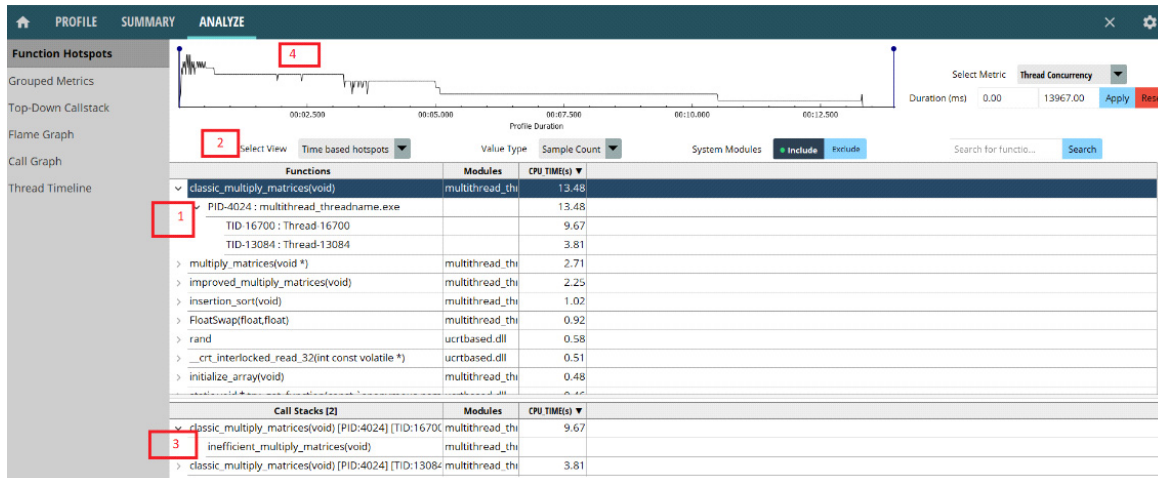 PROFILE SUMMARY ANALYZE
Function Hotspots
Grouped Metrics
Top-Down Callstack
Flame Graph
Call Graph
Thread Timeline
4
00:02.500 00:05.000 00:07.500 00:10.000 00:12.500
Profile Duration
Select Metric Thread Concurrency
Duration (ms) 0.00 13967.00 Apply Rese
2 Select View Time based hotspots Value Type Sample Count System Modules Include Exclude Search for functio... Search
Functions Modules CPU_TIME(s)
classic_multiply_matrices(void) multithread_thr 13.48
1 PID-4024 : multithread_threadname.exe 13.48
TID-16700 : Thread-16700 9.67
TID-13084 : Thread-13084 3.81
multiply_matrices(void *) multithread_thr 2.71
improved_multiply_matrices(void) multithread_thr 2.25
insertion_sort(void) multithread_thr 1.02
FloatSwap(float,float) multithread_thr 0.92
rand ucrtbased.dll 0.58
__crt_interlocked_read_32(int const volatile *) ucrtbased.dll 0.51
initialize_array(void) multithread_thr 0.48
Call Stacks [2] Modules CPU_TIME(s)
classic_multiply_matrices(void) [PID:4024] [TID:1670 multithread_thr 9.67
3 inefficient_multiply_matrices(void) multithread_thr
classic_multiply_matrices(void) [PID:4024] [TID:13084 multithread_thr 3.81